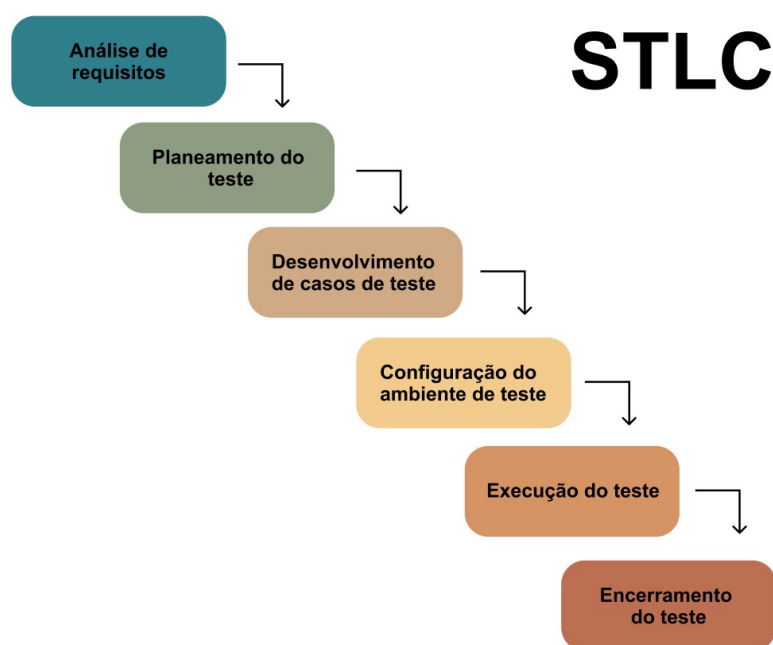 STLC
Análise de
requisitos
Planeamento do
teste
Desenvolvimento
de casos de teste
Configuração do
ambiente de teste
Execução do teste
Encerramento
do teste